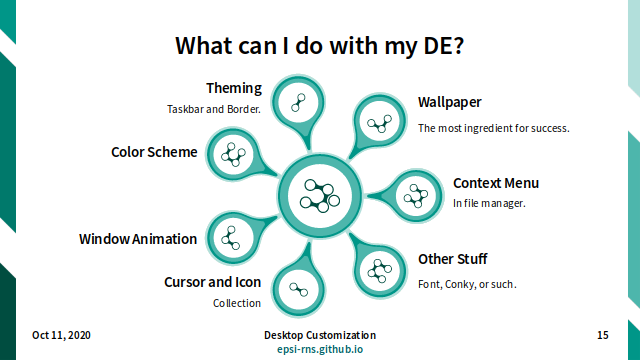 What can I do with my DE?
Theming
Taskbar and Border.
Wallpaper
The most ingredient for success.
Color Scheme
Context Menu
In file manager.
Window Animation
Other Stuff
Font, Conky, or such.
Cursor and Icon
Collection
Oct 11, 2020
Desktop Customization
15
epsi-rns.github.io